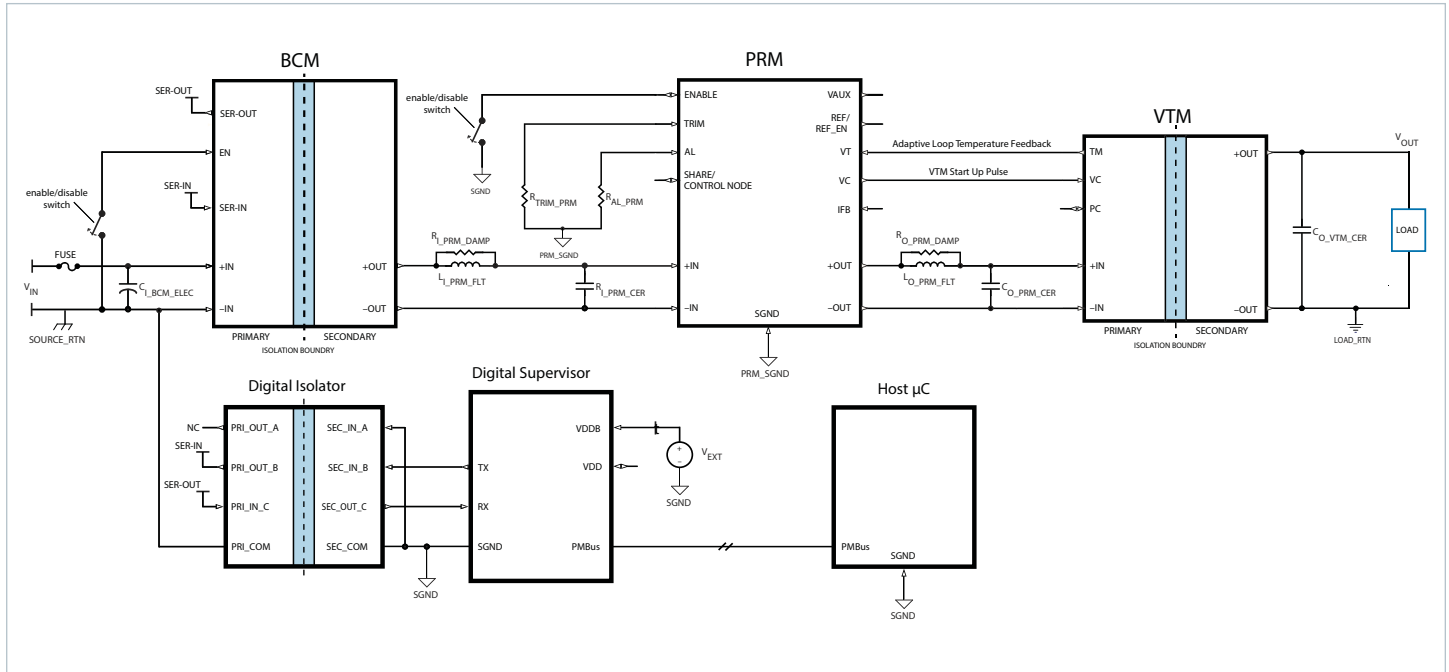 BCM
PRM
VTM
SER-OUT
SER-OUT
EN
enable/disable
switch
SER-IN
SER-IN
FUSE
+IN
V_IN
C_I_BCM_ELEC
–IN
SOURCE_RTN
+OUT
–OUT
PRIMARY
SECONDARY
ISOLATION BOUNDRY
enable/disable
switch
SGND
R_TRIM_PRM
R_AL_PRM
PRM_SGND
R_I_PRM_DAMP
L_I_PRM_FLT
R_I_PRM_CER
ENABLE
TRIM
AL
SHARE/
CONTROL NODE
+IN
–IN
VAUX
REF/
REF_EN
VT
VC
IFB
+OUT
–OUT
SGND
PRM_SGND
Adaptive Loop Temperature Feedback
VTM Start Up Pulse
R_O_PRM_DAMP
L_O_PRM_FLT
C_O_PRM_CER
TM
VC
PC
+IN
–IN
+OUT
–OUT
PRIMARY
SECONDARY
ISOLATION BOUNDRY
V_OUT
C_O_VTM_CER
LOAD
LOAD_RTN
Digital Isolator
NC
SER-IN
SER-OUT
PRI_OUT_A
PRI_OUT_B
PRI_IN_C
PRI_COM
SEC_IN_A
SEC_IN_B
SEC_OUT_C
SEC_COM
SGND
Digital Supervisor
TX
RX
SGND
VDDB
VDD
PMBus
+
–
V_EXT
SGND
Host µC
PMBus
SGND
SGND